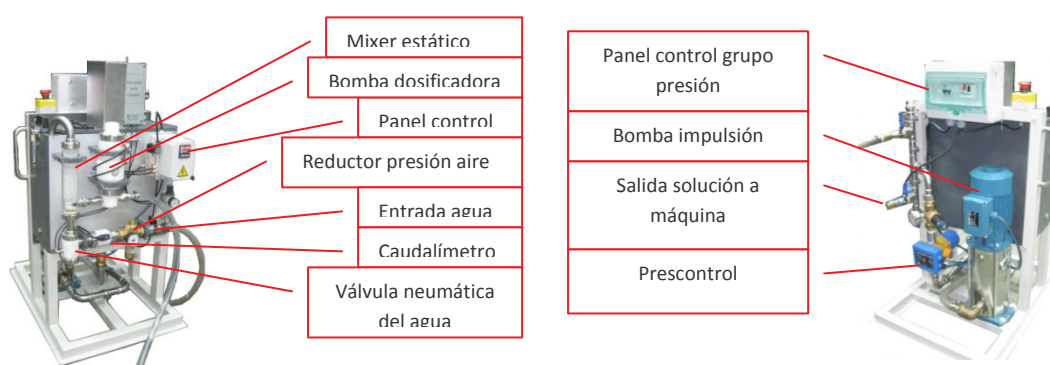 Mixer estático
Bomba dosificadora
Panel control
Reductor presión aire
Entrada agua
Caudalímetro
Válvula neumática
del agua
Panel control grupo
presión
Bomba impulsión
Salida solución a
máquina
Prescontrol